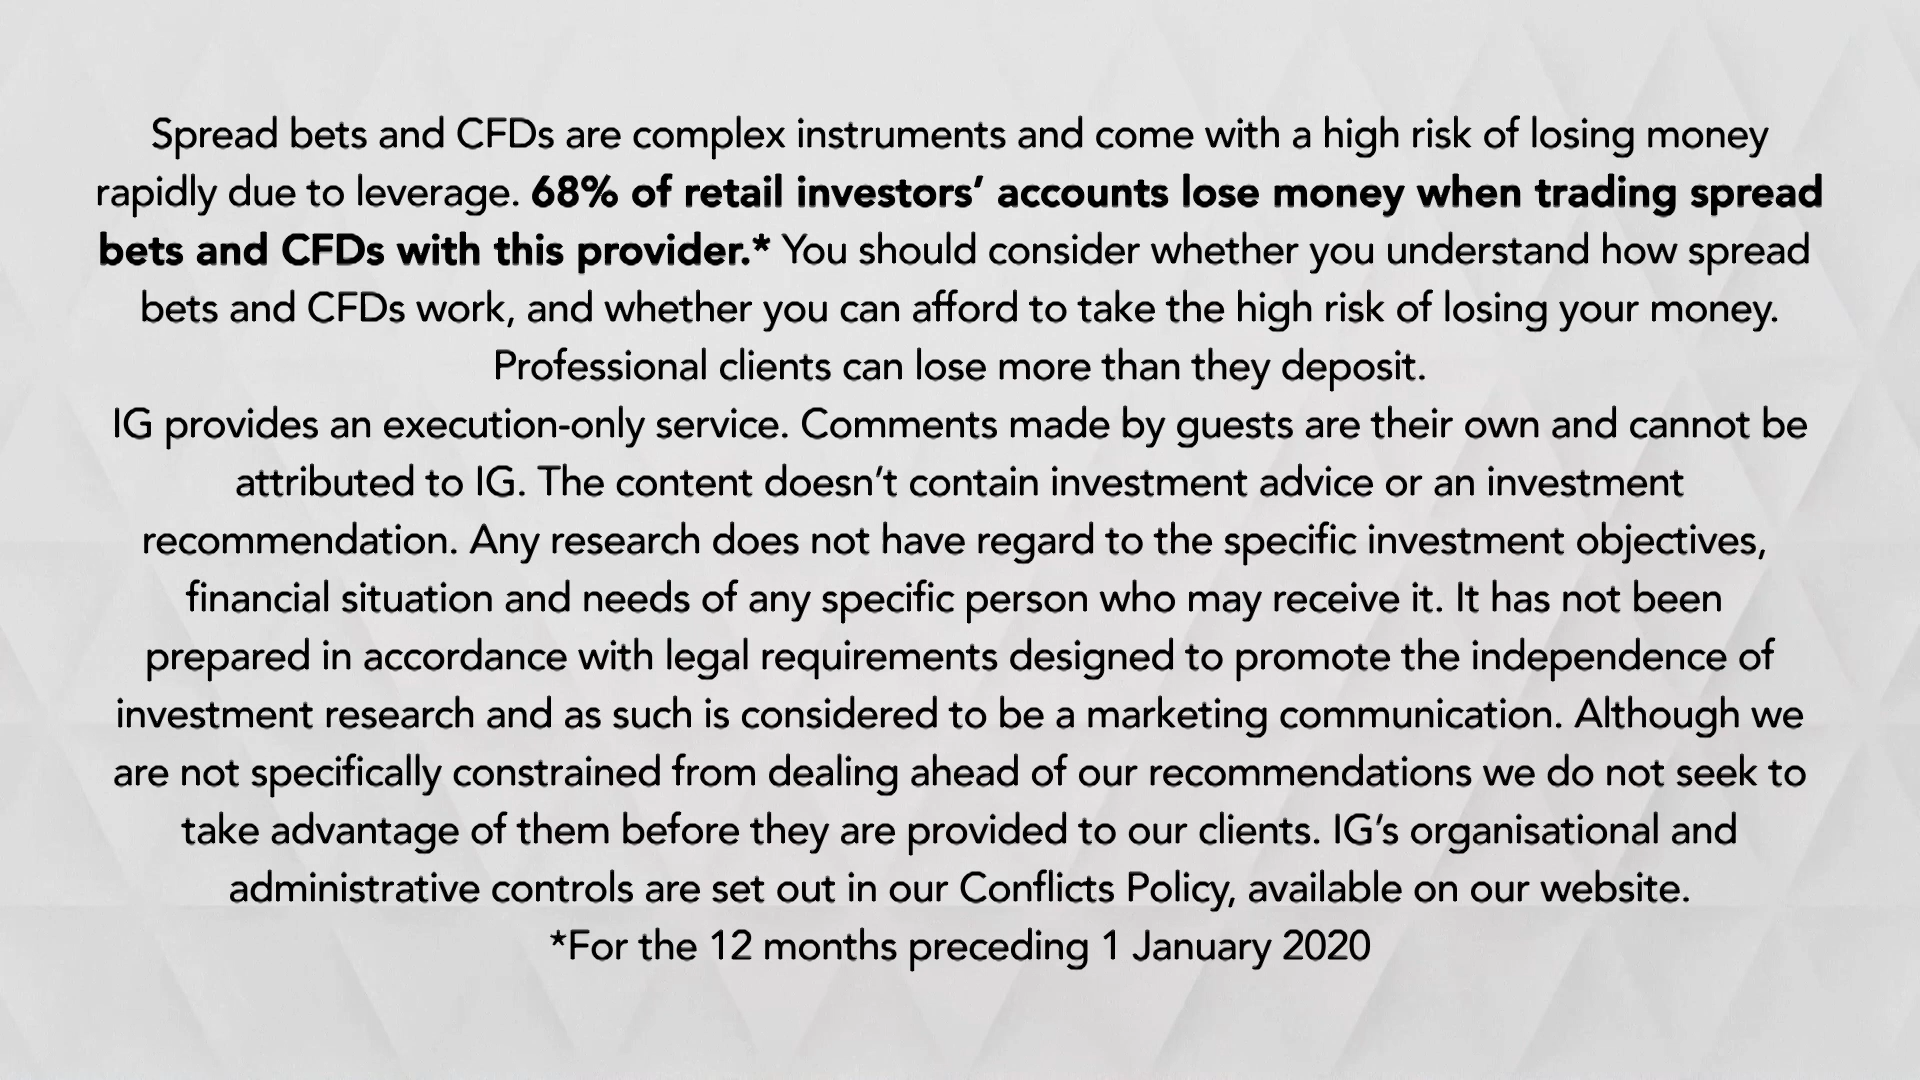 Spread bets and CFDs are complex instruments and come with a high risk of losing money
rapidly due to leverage. 68% of retail investors’ accounts lose money when trading spread
bets and CFDs with this provider.* You should consider whether you understand how spread
bets and CFDs work, and whether you can afford to take the high risk of losing your money.
Professional clients can lose more than they deposit.
IG provides an execution-only service. Comments made by guests are their own and cannot be
attributed to IG. The content doesn’t contain investment advice or an investment
recommendation. Any research does not have regard to the specific investment objectives,
financial situation and needs of any specific person who may receive it. It has not been
prepared in accordance with legal requirements designed to promote the independence of
investment research and as such is considered to be a marketing communication. Although we
are not specifically constrained from dealing ahead of our recommendations we do not seek to
take advantage of them before they are provided to our clients. IG’s organisational and
administrative controls are set out in our Conflicts Policy, available on our website.
*For the 12 months preceding 1 January 2020